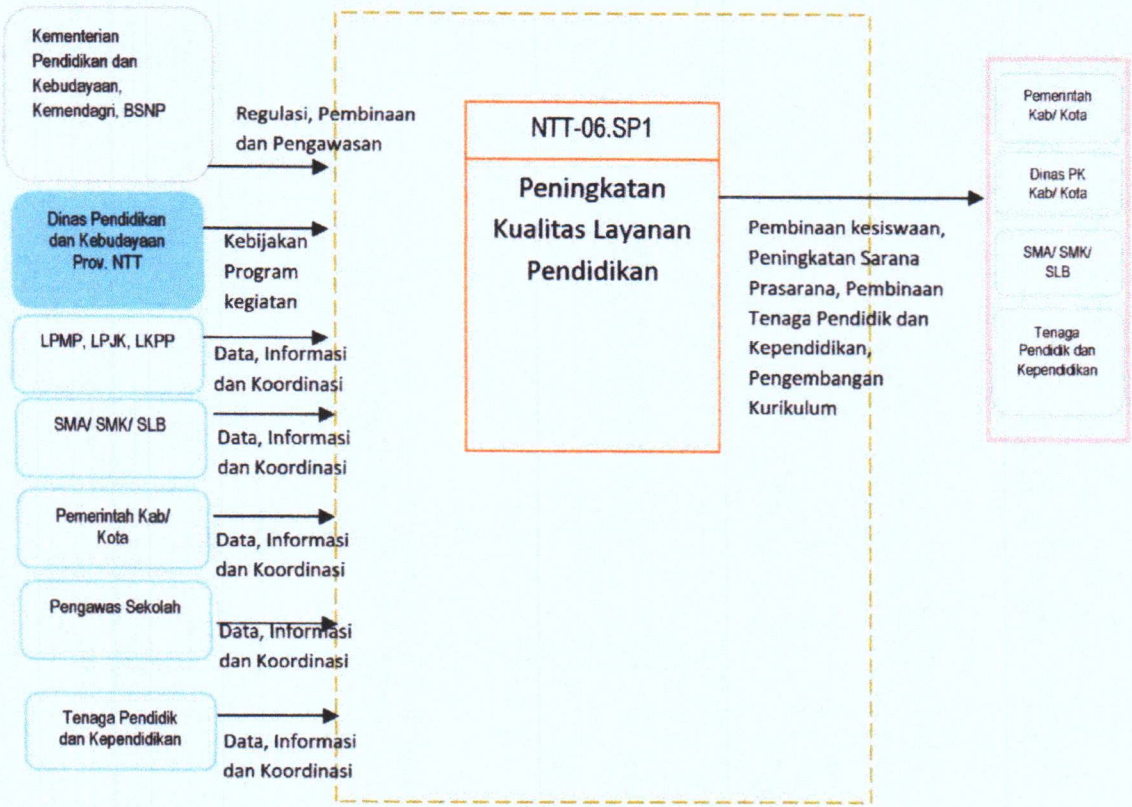 Kementerian
Pendidikan dan
Kebudayaan,
Kemendagri, BSNP
Regulasi, Pembinaan
dan Pengawasan
Dinas Pendidikan
dan Kebudayaan
Prov. NTT
Kebijakan
Program
kegiatan
LPMP, LPJK, LKPP
Data, Informasi
dan Koordinasi
SMA/ SMK/ SLB
Data, Informasi
dan Koordinasi
Pemerintah Kab/
Kota
Data, Informasi
dan Koordinasi
Pengawas Sekolah
Data, Informasi
dan Koordinasi
Tenaga Pendidik
dan Kependidikan
Data, Informasi
dan Koordinasi
NTT-06.SP1
Peningkatan
Kualitas Layanan
Pendidikan
Pembinaan kesiswaan,
Peningkatan Sarana
Prasarana, Pembinaan
Tenaga Pendidik dan
Kependidikan,
Pengembangan
Kurikulum
Pemerintah
Kab/ Kota
Dinas PK
Kab/ Kota
SMA/ SMK/
SLB
Tenaga
Pendidik dan
Kependidikan